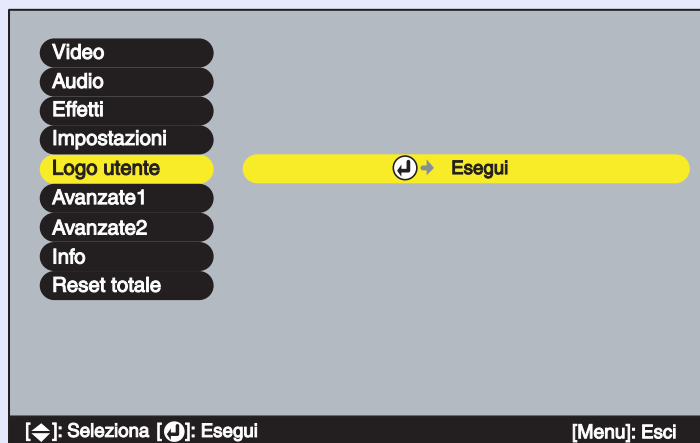 Video
Audio
Effetti
Impostazioni
Logo utente
Esegui
Avanzate1
Avanzate2
Info
Reset totale
[]: Seleziona []: Esegui [Menu]: Esci